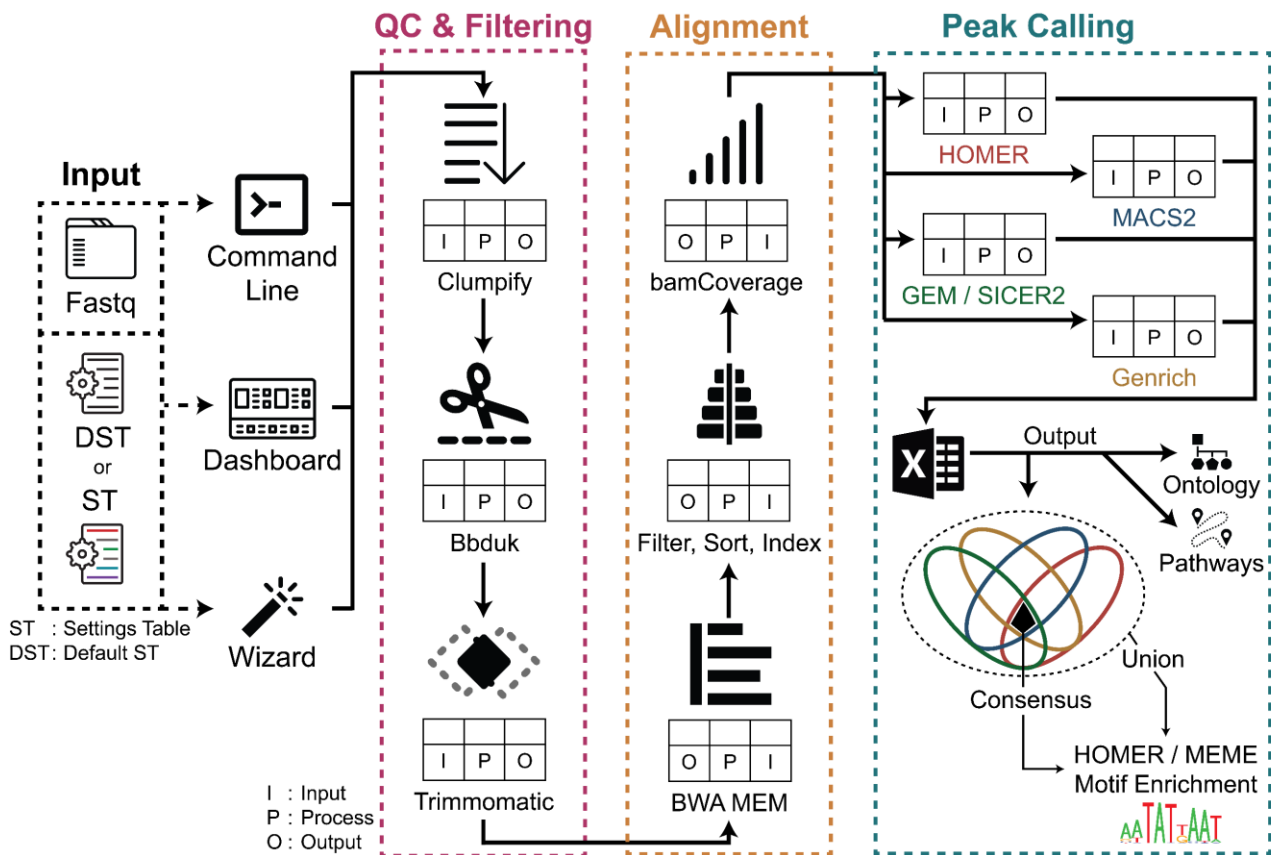 QC & Filtering
Alignment
Peak Calling
Input
Fastq
DST
or
ST
ST : Settings Table
DST : Default ST
Command
Line
Dashboard
Wizard
I P O
Clumpify
I P O
Bbduk
I P O
Trimmomatic
I : Input
P : Process
O : Output
O P I
bamCoverage
O P I
Filter, Sort, Index
O P I
BWA MEM
I P O
HOMER
I P O
MACS2
I P O
GEM / SICER2
I P O
Genrich
X
Output
Ontology
Pathways
Union
Consensus
HOMER / MEME
Motif Enrichment